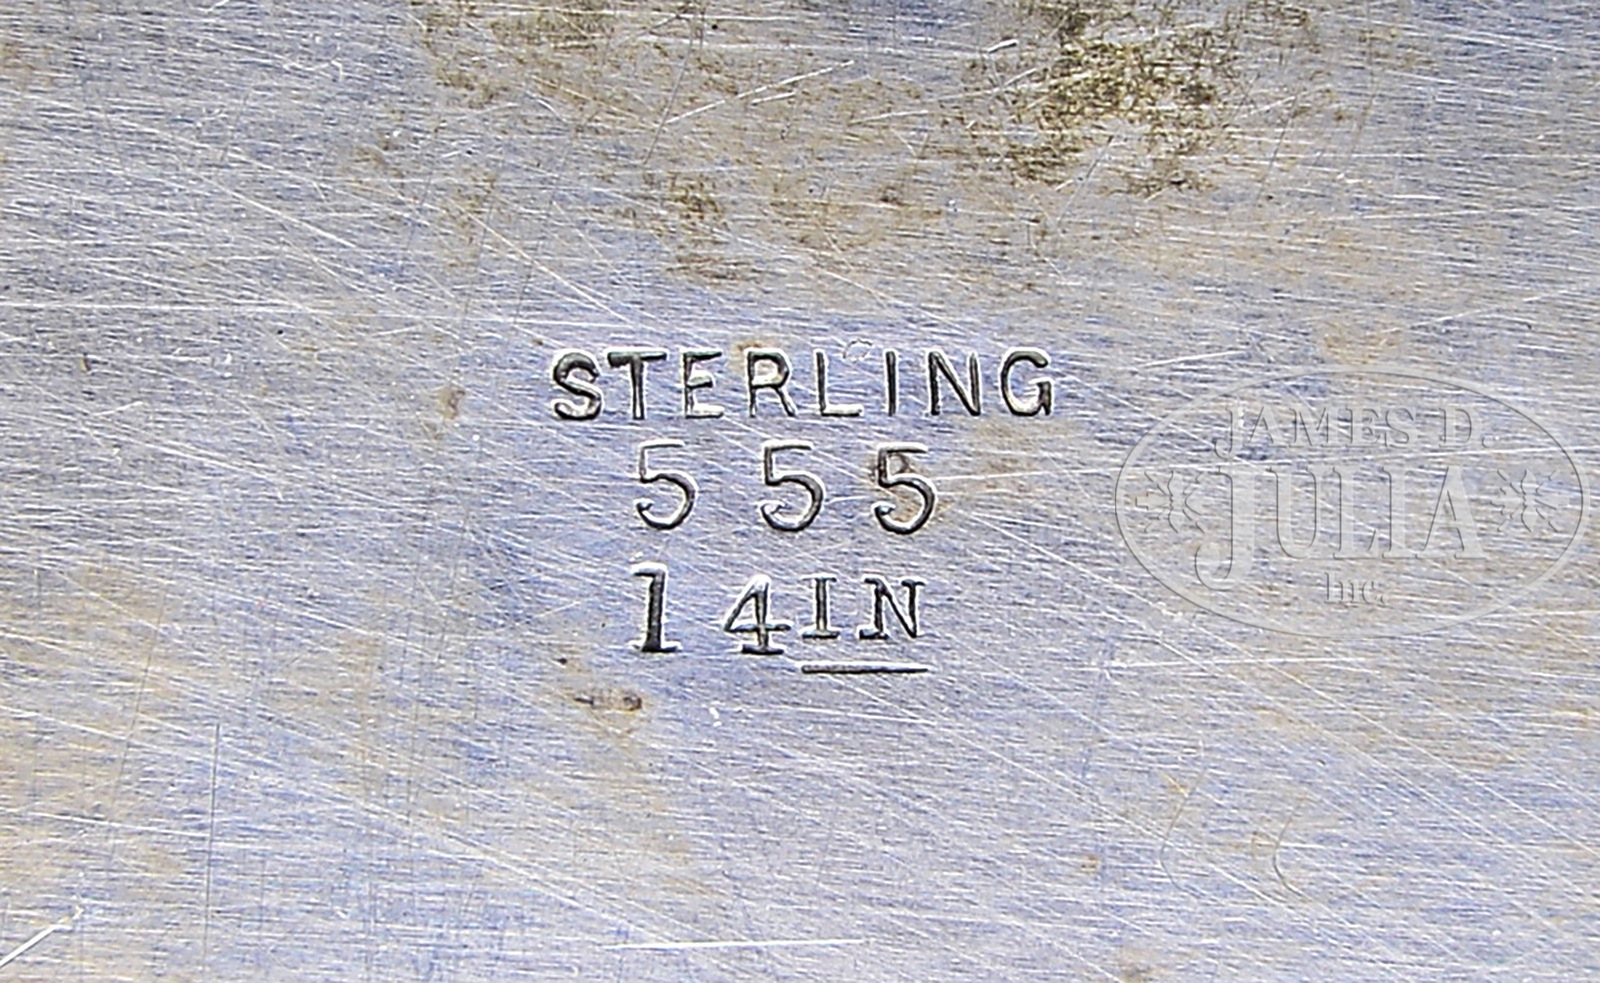 STERLING
555
14IN
JAMES D.
JULIA
Inc.